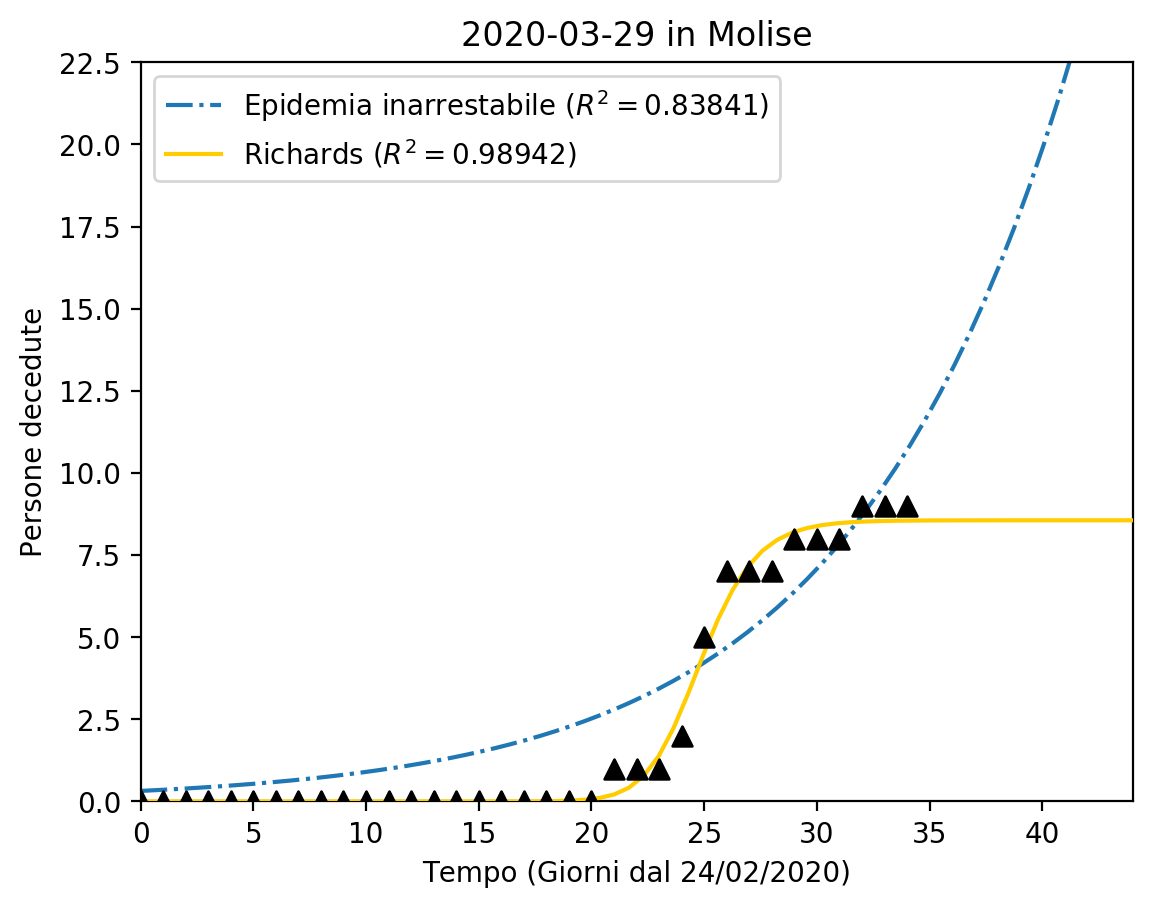 2020-03-29 in Molise
Epidemia inarrestabile (R² = 0.83841)
Richards (R² = 0.98942)
Persone decedute
22.5
20.0
17.5
15.0
12.5
10.0
7.5
5.0
2.5
0.0
0 5 10 15 20 25 30 35 40
Tempo (Giorni dal 24/02/2020)